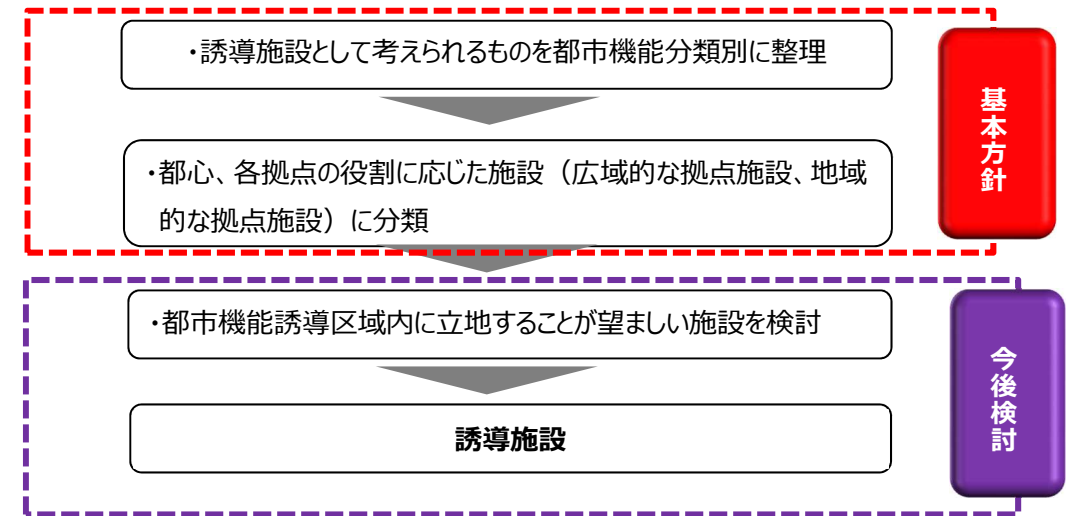 ・誘導施設として考えられるものを都市機能分類別に整理
・都心、各拠点の役割に応じた施設（広域的な拠点施設、地域
的な拠点施設）に分類
基本方針
・都市機能誘導区域内に立地することが望ましい施設を検討
誘導施設
今後検討